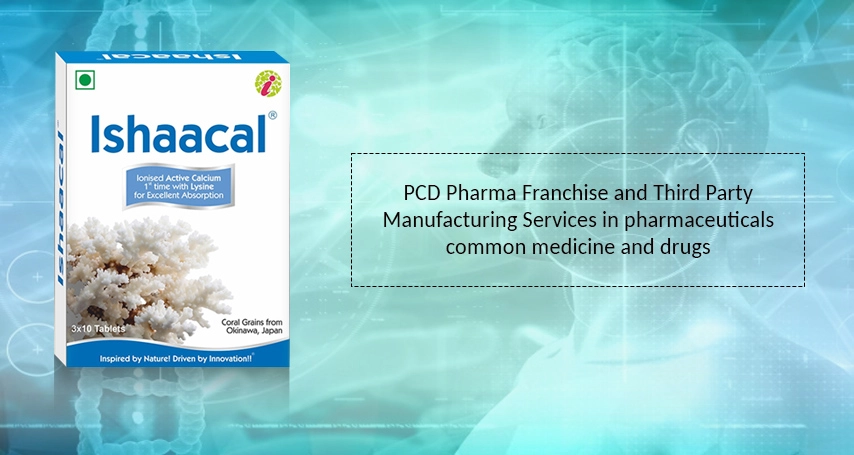 Ishaacal
Ishaacal
Ishaacal®
Ionised Active Calcium
1st time with Lysine
for Excellent Absorption
3x10 Tablets
Coral Grains from
Okinawa, Japan
Inspired by Nature! Driven by Innovation!!
PCD Pharma Franchise and Third Party
Manufacturing Services in pharmaceuticals
common medicine and drugs